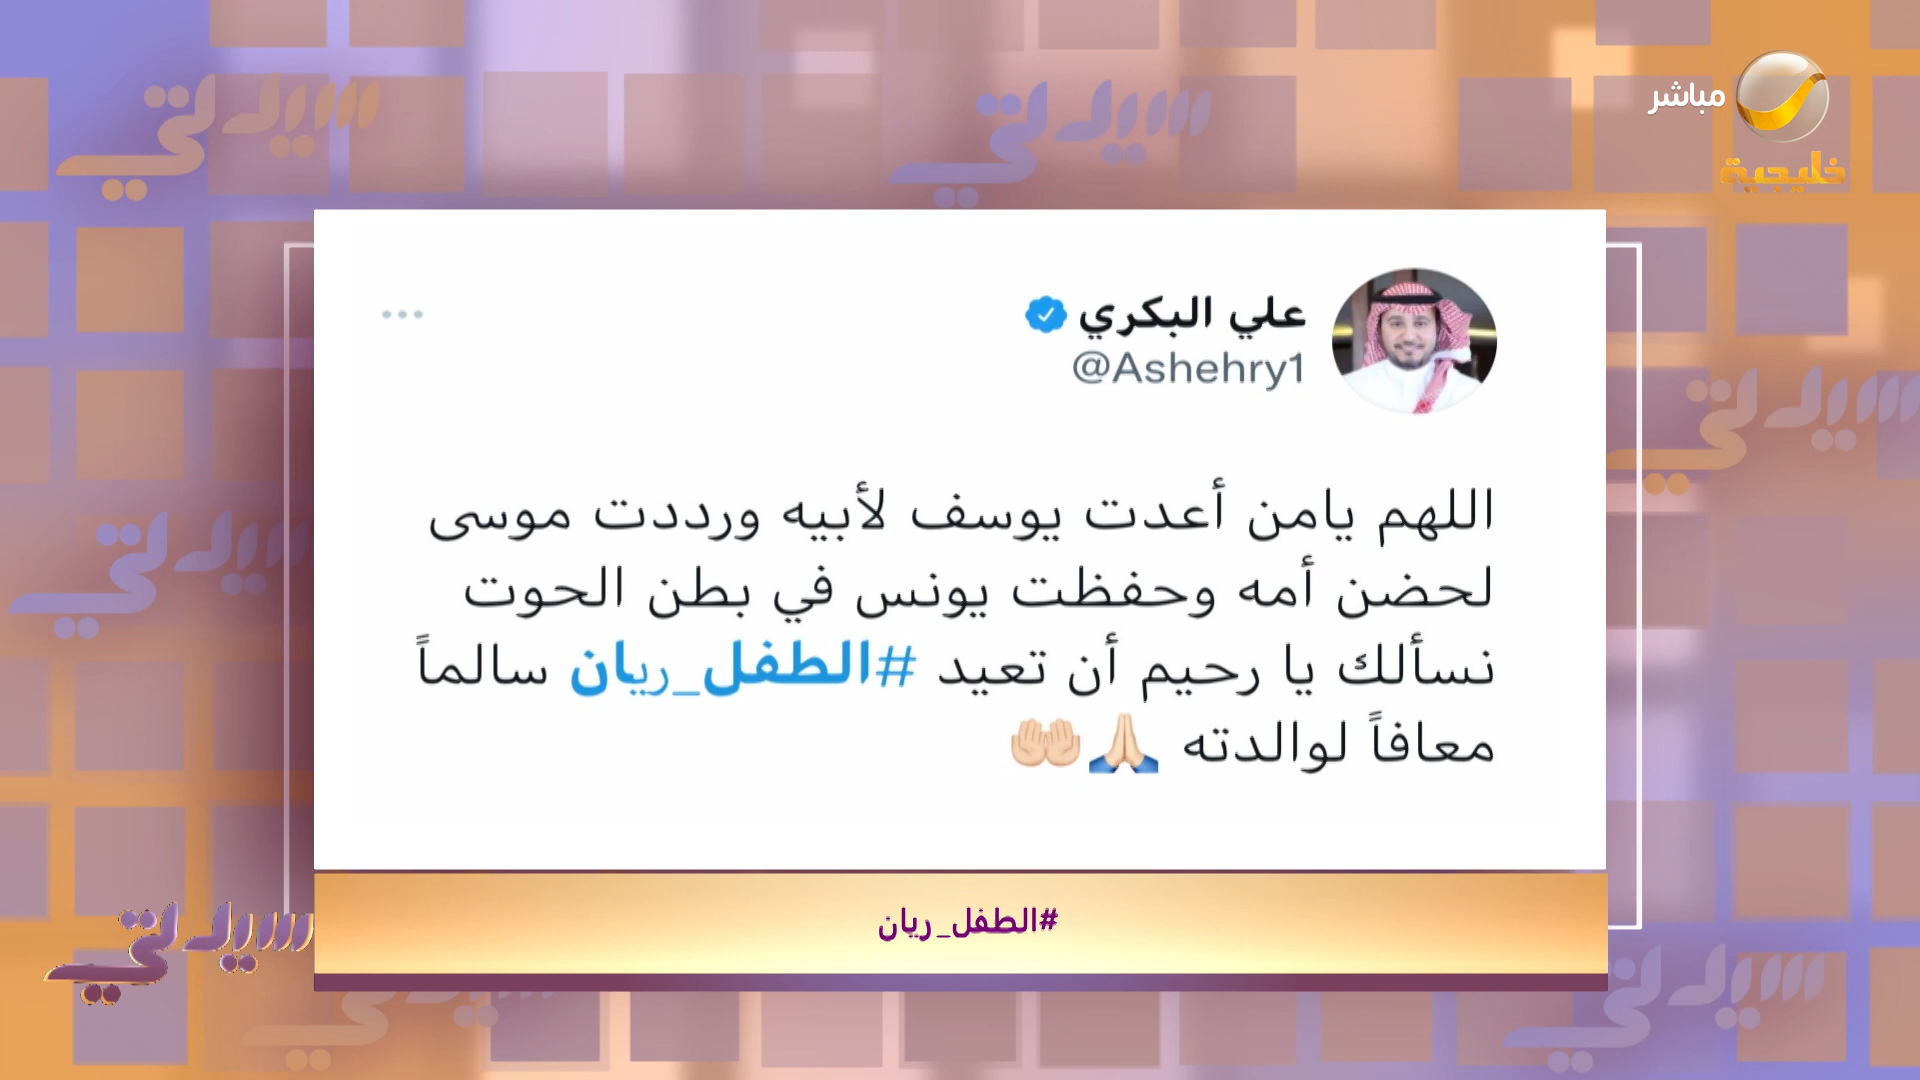 مباشر
خليجية
علي البكري
@Ashehry1
اللهم يامن أعدت يوسف لأبيه ورددت موسى
لحضن أمه وحفظت يونس في بطن الحوت
نسألك يا رحيم أن تعيد #الطفل_ريان سالماً
معافاً لوالدته 🙏🏻🤲🏻
#الطفل_ريان
سيدتي